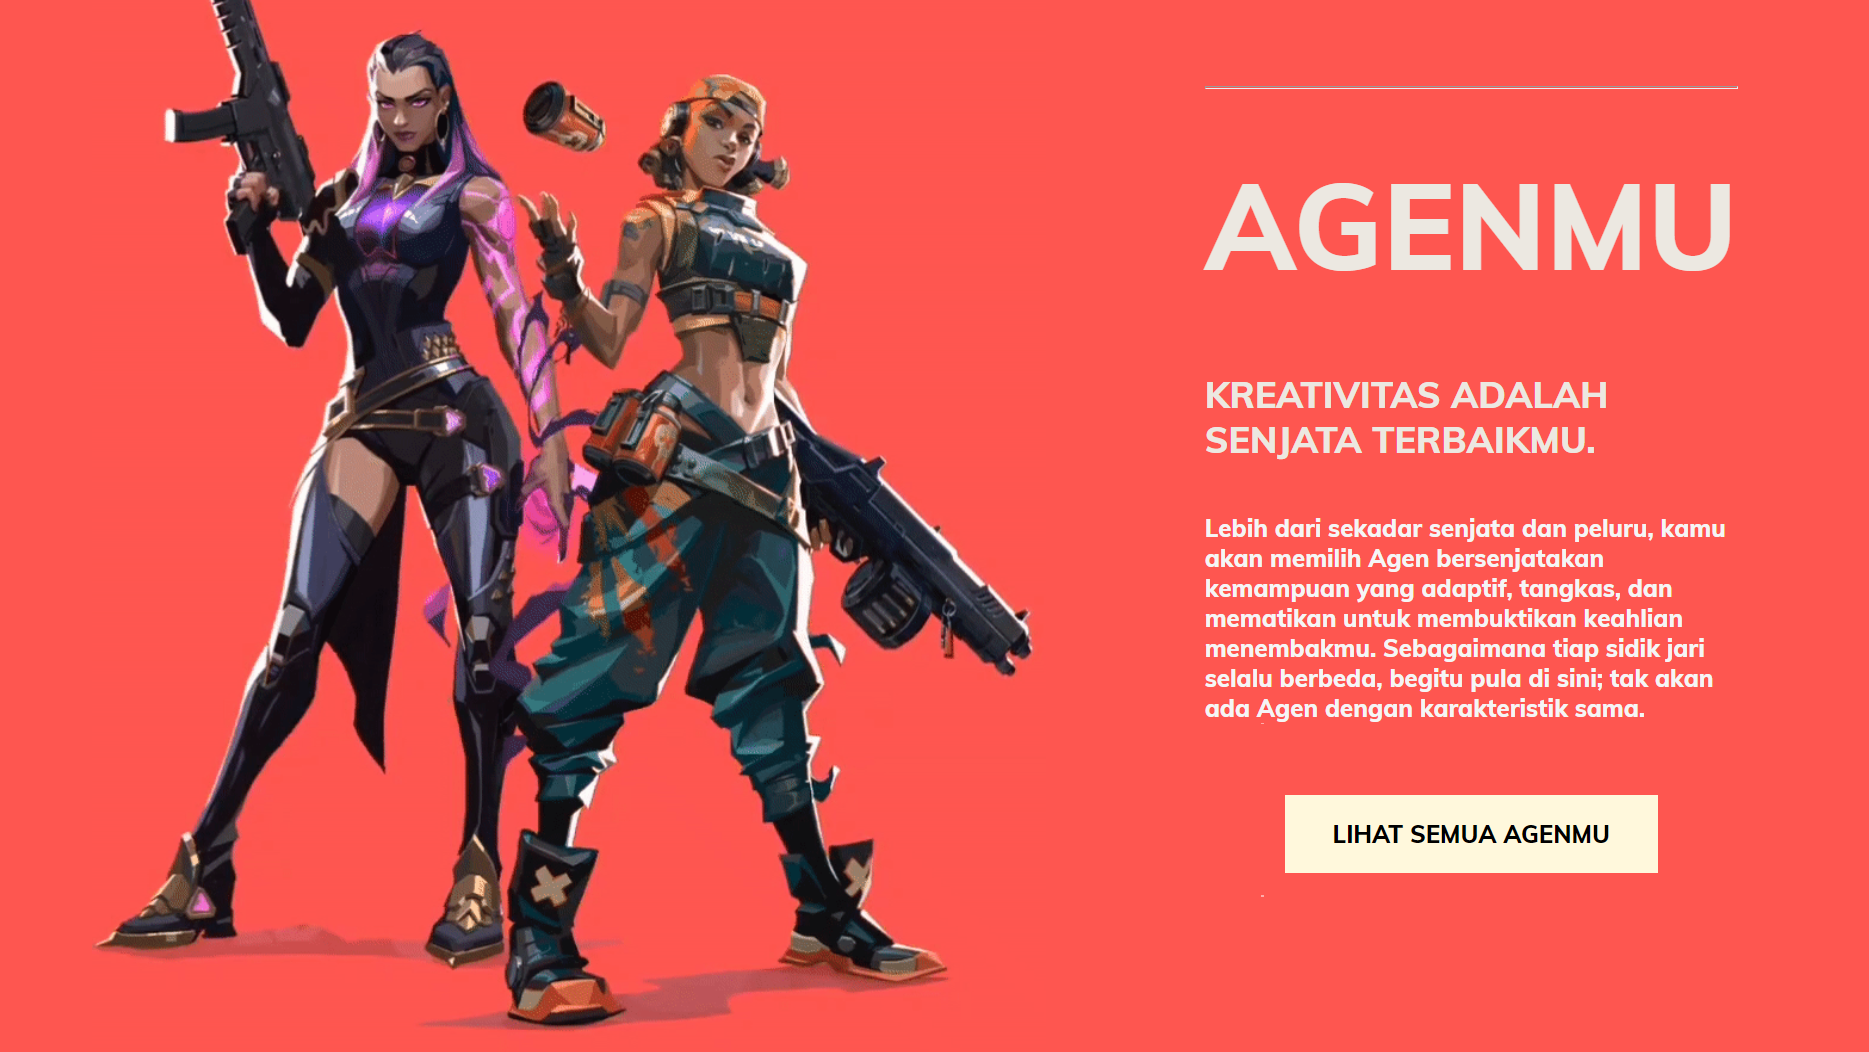 AGENMU
KREATIVITAS ADALAH
SENJATA TERBAIKMU.
Lebih dari sekadar senjata dan peluru, kamu
akan memilih Agen bersenjatakan
kemampuan yang adaptif, tangkas, dan
mematikan untuk membuktikan keahlian
menembakmu. Sebagaimana tiap sidik jari
selalu berbeda, begitu pula di sini; tak akan
ada Agen dengan karakteristik sama.
LIHAT SEMUA AGENMU